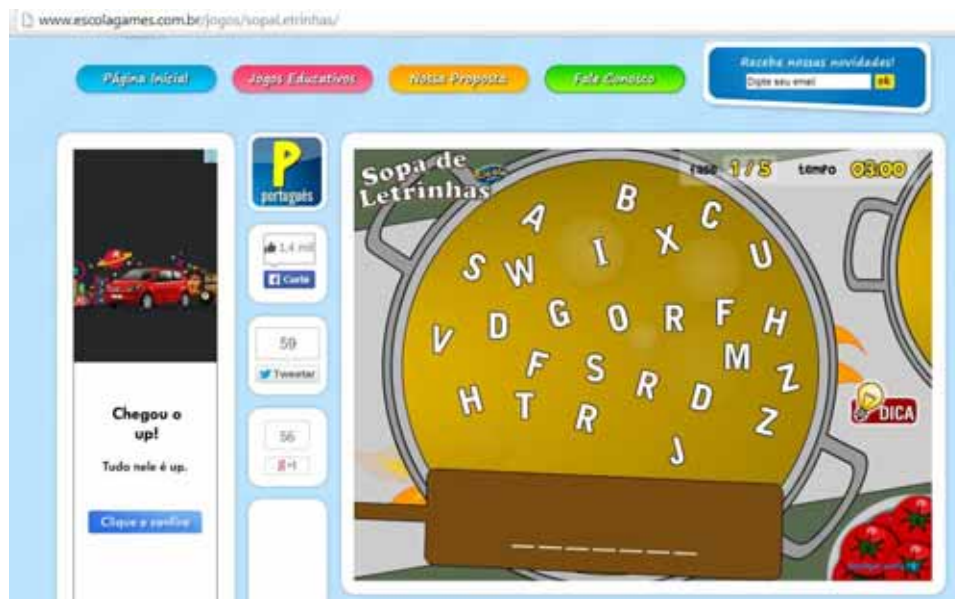 www.escolagames.com.br/jogos/sopaLetrinhas/
Página Inicial
Jogos Educativos
Nossa Proposta
Fale Conosco
Receba nossas novidades!
Digite seu email
ok
P
português
1,4 mil
Curtir
59
Tweetar
56
g+1
Chegou o
up!
Tudo nele é up.
Clique e confira
Sopa de
Letrinhas
fase 1/5 tempo 03:00
A B C
S W I X U
V D G O R F H
F S R M Z
H T R D Z
J
DICA